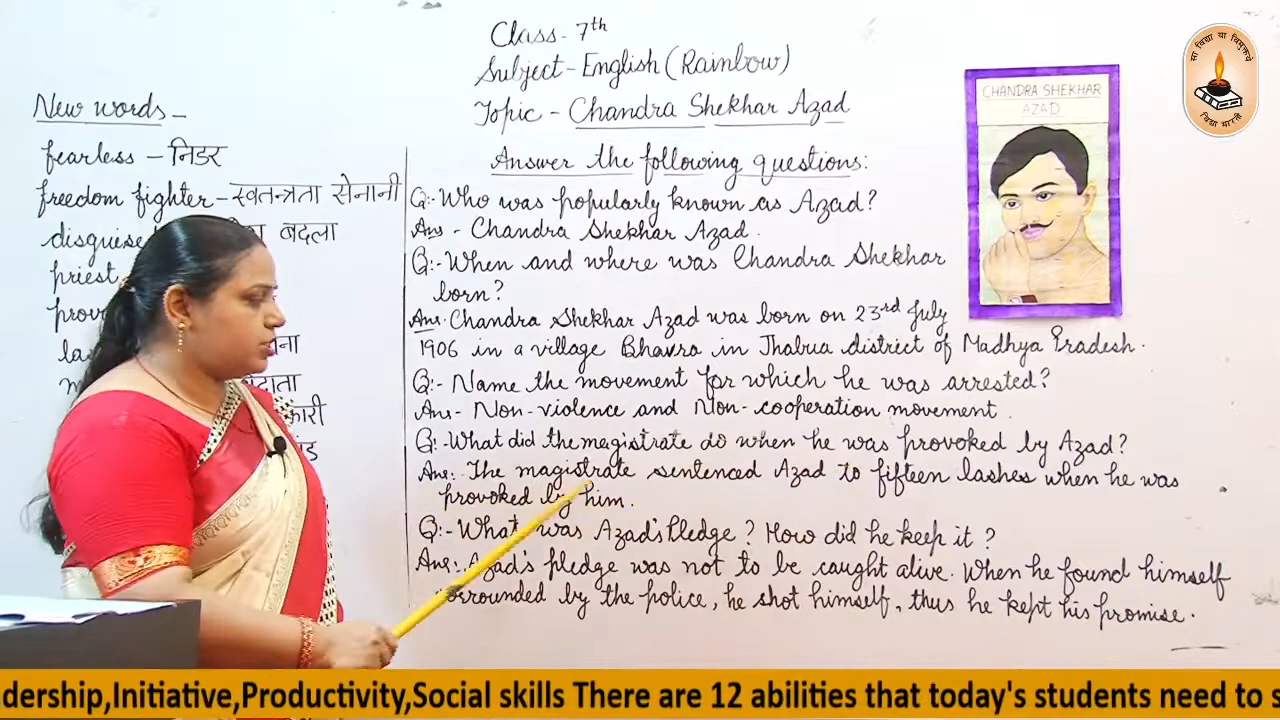 Class - 7th
Subject - English (Rainbow)
Topic - Chandra Shekhar Azad
New words -
fearless - निडर
freedom fighter - स्वतन्त्रता सेनानी
disguise बदला
priest
Answer the following questions:
Q:- Who was popularly known as Azad?
Ans - Chandra Shekhar Azad.
Q:- When and where was Chandra Shekhar
born?
Ans:- Chandra Shekhar Azad was born on 23rd July
1906 in a village Bhavra in Jhabua district of Madhya Pradesh.
Q:- Name the movement for which he was arrested?
Ans- Non-violence and Non-cooperation movement.
Q:- What did the magistrate do when he was provoked by Azad?
Ans:- The magistrate sentenced Azad to fifteen lashes when he was
provoked by him.
Q:- What was Azad's Pledge? How did he keep it?
Ans:- Azad's pledge was not to be caught alive. When he found himself
by the police, he shot himself, thus he kept his promise.
CHANDRA SHEKHAR
AZAD
सा विद्या या विमुक्तये
विद्या भारती
dership,Initiative,Productivity,Social skills There are 12 abilities that today's students need to s